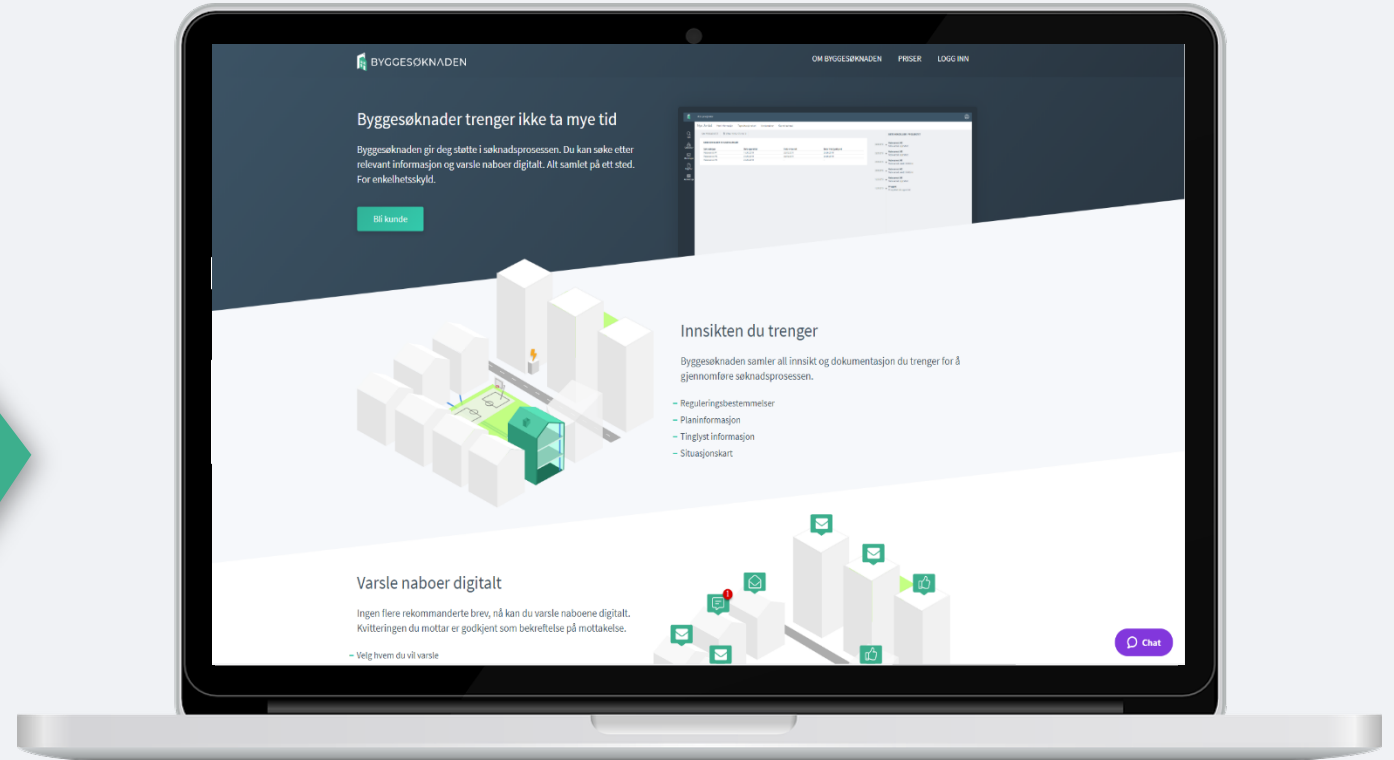 BYGGESØKNADEN
OM BYGGESØKNADEN PRISER LOGG INN
Byggesøknader trenger ikke ta mye tid
Byggesøknaden gir deg støtte i søknadsprosessen. Du kan søke etter
relevant informasjon og varsle naboer digitalt. Alt samlet på ett sted.
For enkelhetsskyld.
Bli kunde
Innsikten du trenger
Byggesøknaden samler all innsikt og dokumentasjon du trenger for å
gjennomføre søknadsprosessen.
– Reguleringsbestemmelser
– Planinformasjon
– Tinglyst informasjon
– Situasjonskart
Varsle naboer digitalt
Ingen flere rekommanderte brev, nå kan du varsle naboene digitalt.
Kvitteringen du mottar er godkjent som bekreftelse på mottakelse.
– Velg hvem du vil varsle
1
Chat